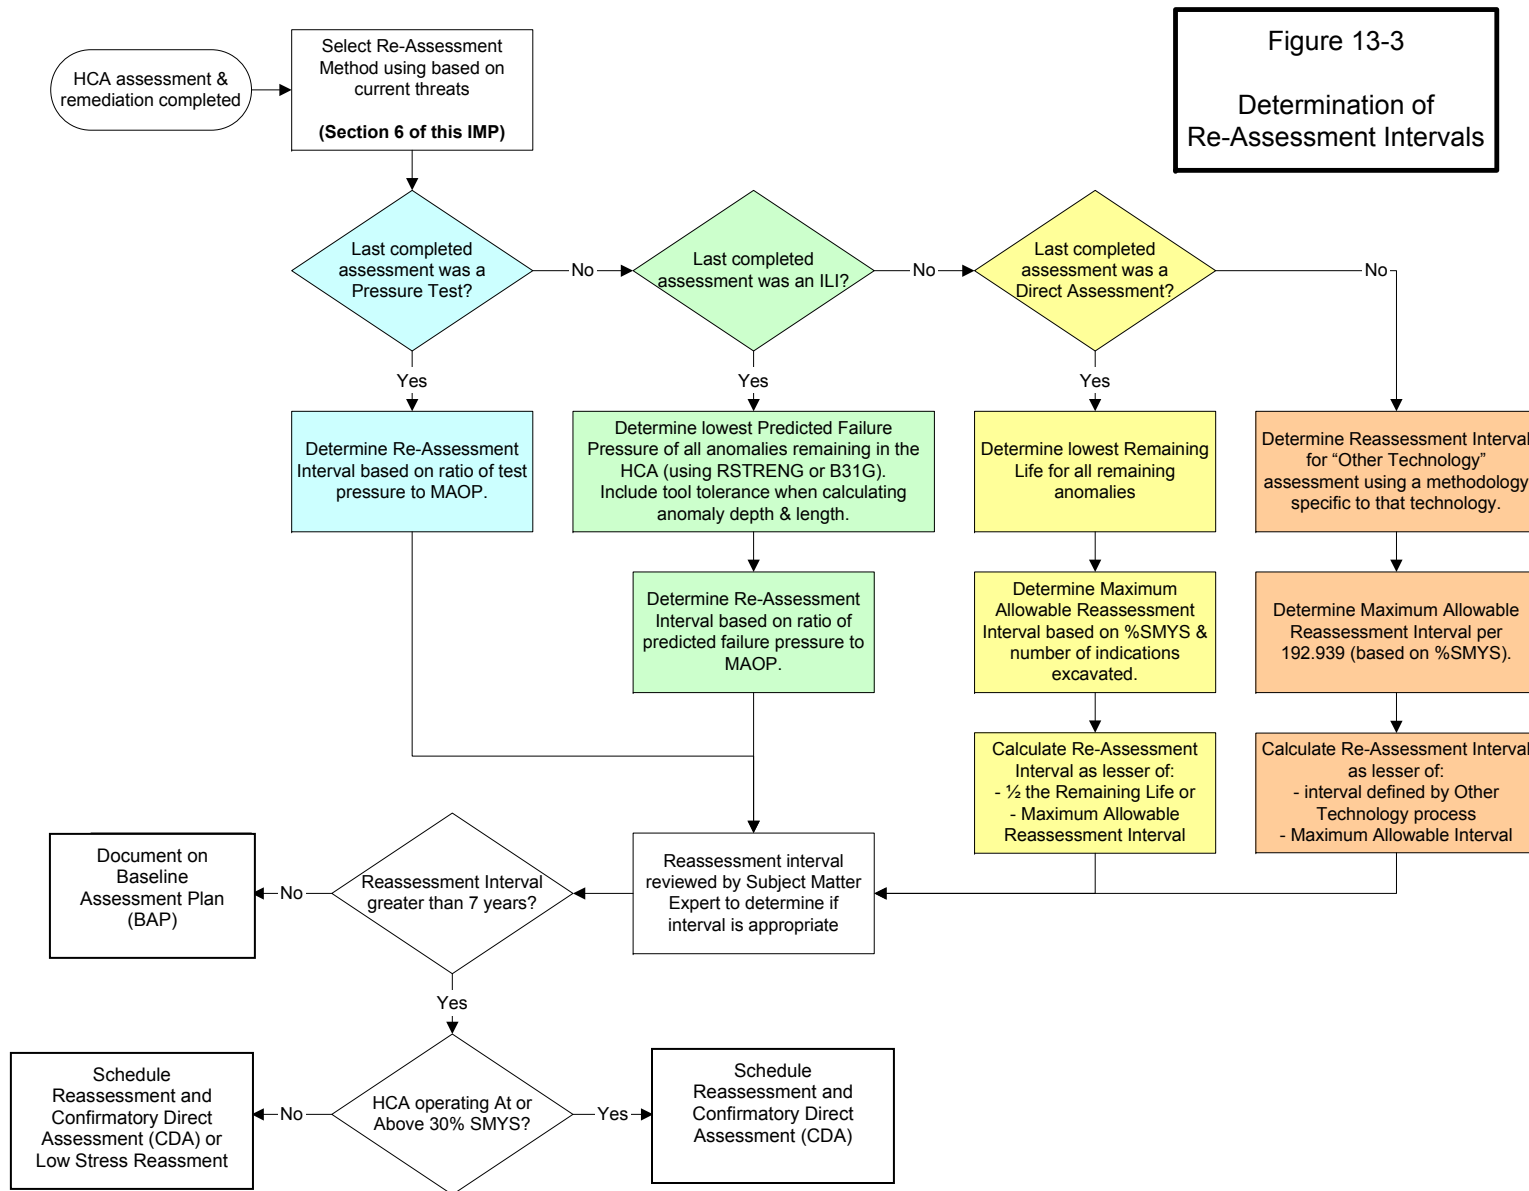 Figure 13-3
Determination of
Re-Assessment Intervals
HCA assessment &
remediation completed
Select Re-Assessment
Method using based on
current threats
(Section 6 of this IMP)
Last completed
assessment was a
Pressure Test?
No
Last completed
assessment was an ILI?
No
Last completed
assessment was a
Direct Assessment?
No
Yes
Yes
Yes
Determine Re-Assessment
Interval based on ratio of test
pressure to MAOP.
Determine lowest Predicted Failure
Pressure of all anomalies remaining in the
HCA (using RSTRENG or B31G).
Include tool tolerance when calculating
anomaly depth & length.
Determine lowest Remaining
Life for all remaining
anomalies
Determine Reassessment Interval
for “Other Technology”
assessment using a methodology
specific to that technology.
Determine Re-Assessment
Interval based on ratio of
predicted failure pressure to
MAOP.
Determine Maximum
Allowable Reassessment
Interval based on %SMYS &
number of indications
excavated.
Determine Maximum Allowable
Reassessment Interval per
192.939 (based on %SMYS).
Calculate Re-Assessment
Interval as lesser of:
- ½ the Remaining Life or
- Maximum Allowable
Reassessment Interval
Calculate Re-Assessment Interval
as lesser of:
- interval defined by Other
Technology process
- Maximum Allowable Interval
Document on
Baseline
Assessment Plan
(BAP)
No
Reassessment Interval
greater than 7 years?
Reassessment interval
reviewed by Subject Matter
Expert to determine if
interval is appropriate
Yes
Schedule
Reassessment and
Confirmatory Direct
Assessment (CDA) or
Low Stress Reassment
No
HCA operating At or
Above 30% SMYS?
Yes
Schedule
Reassessment and
Confirmatory Direct
Assessment (CDA)